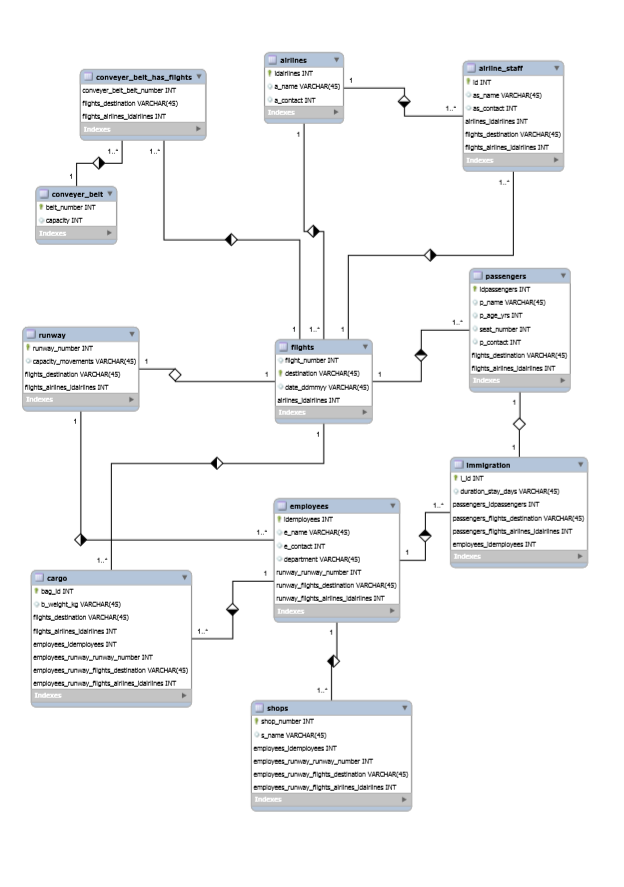 conveyer_belt_has_flights
conveyer_belt_belt_number INT
flights_destination VARCHAR(45)
flights_airlines_idairlines INT
Indexes
airlines
idairlines INT
a_name VARCHAR(45)
a_contact INT
Indexes
airline_staff
id INT
as_name VARCHAR(45)
as_contact INT
airlines_idairlines INT
flights_destination VARCHAR(45)
flights_airlines_idairlines INT
Indexes
1
1..*
1
1..*
1..*
1
1..*
conveyer_belt
belt_number INT
capacity INT
Indexes
passengers
idpassengers INT
p_name VARCHAR(45)
p_age_yrs INT
seat_number INT
p_contact INT
flights_destination VARCHAR(45)
flights_airlines_idairlines INT
Indexes
1
1..*
1
1..*
runway
runway_number INT
capacity_movements VARCHAR(45)
flights_destination VARCHAR(45)
flights_airlines_idairlines INT
Indexes
flights
flight_number INT
destination VARCHAR(45)
date_ddmmyy VARCHAR(45)
airlines_idairlines INT
Indexes
1
1
1
1
1
1
1
immigration
i_id INT
duration_stay_days VARCHAR(45)
passengers_idpassengers INT
passengers_flights_destination VARCHAR(45)
passengers_flights_airlines_idairlines INT
employees_idemployees INT
Indexes
employees
idemployees INT
e_name VARCHAR(45)
e_contact INT
department VARCHAR(45)
runway_runway_number INT
runway_flights_destination VARCHAR(45)
runway_flights_airlines_idairlines INT
Indexes
1..*
1..*
1
1..*
1
1..*
1
cargo
bag_id INT
b_weight_kg VARCHAR(45)
flights_destination VARCHAR(45)
flights_airlines_idairlines INT
employees_idemployees INT
employees_runway_runway_number INT
employees_runway_flights_destination VARCHAR(45)
employees_runway_flights_airlines_idairlines INT
Indexes
1..*
shops
shop_number INT
s_name VARCHAR(45)
employees_idemployees INT
employees_runway_runway_number INT
employees_runway_flights_destination VARCHAR(45)
employees_runway_flights_airlines_idairlines INT
Indexes